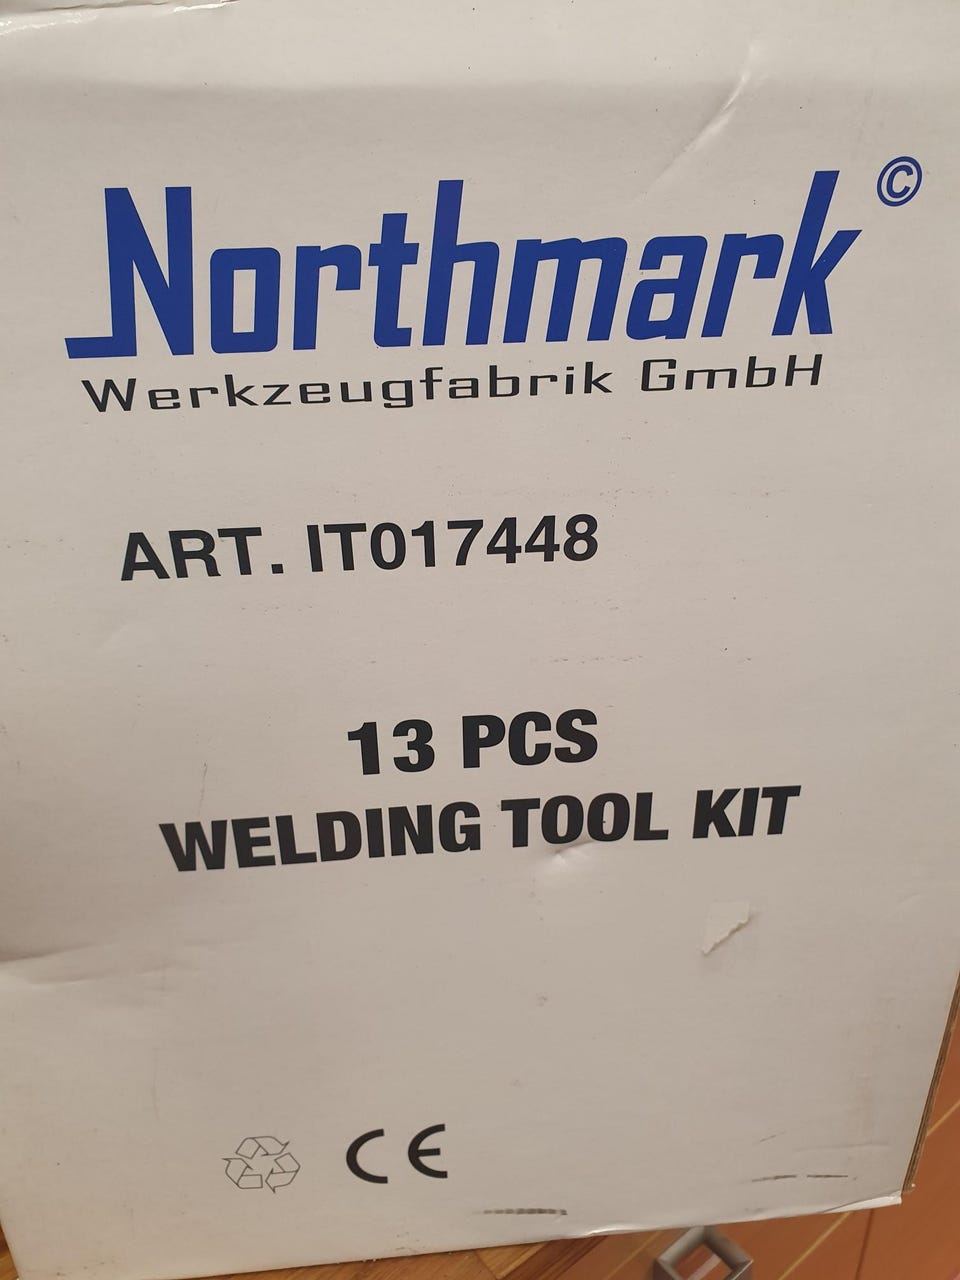 Northmark ©
Werkzeugfabrik GmbH
ART. IT017448
13 PCS
WELDING TOOL KIT
CE